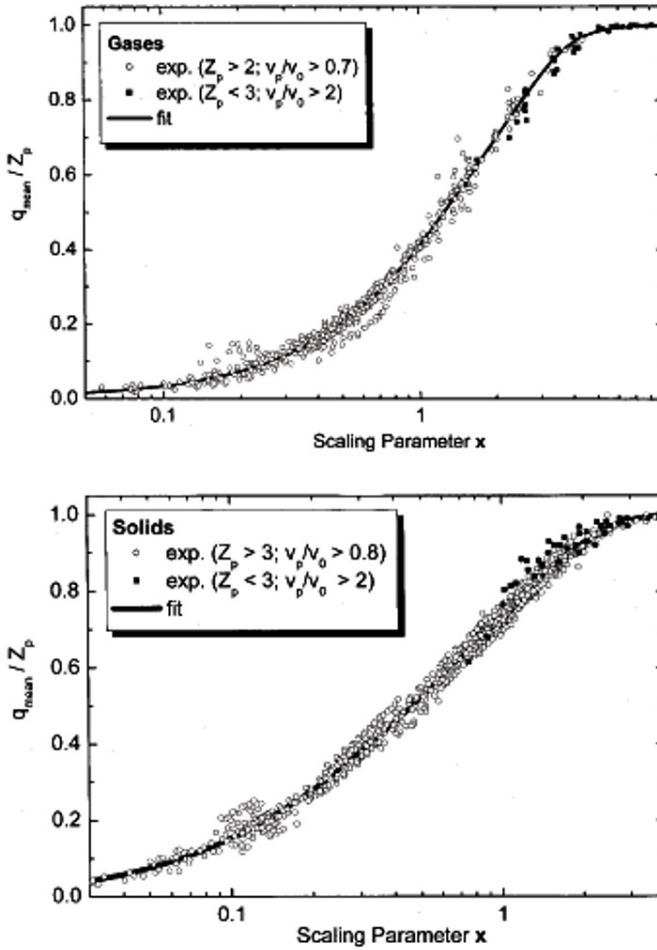 Gases
exp. (Z_p > 2; v_p/v_0 > 0.7)
exp. (Z_p < 3; v_p/v_0 > 2)
fit
1.0
0.8
0.6
0.4
0.2
0.0
q_mean / Z_p
0.1
1
Scaling Parameter x
Solids
exp. (Z_p > 3; v_p/v_0 > 0.8)
exp. (Z_p < 3; v_p/v_0 > 2)
fit
1.0
0.8
0.6
0.4
0.2
0.0
q_mean / Z_p
0.1
1
Scaling Parameter x